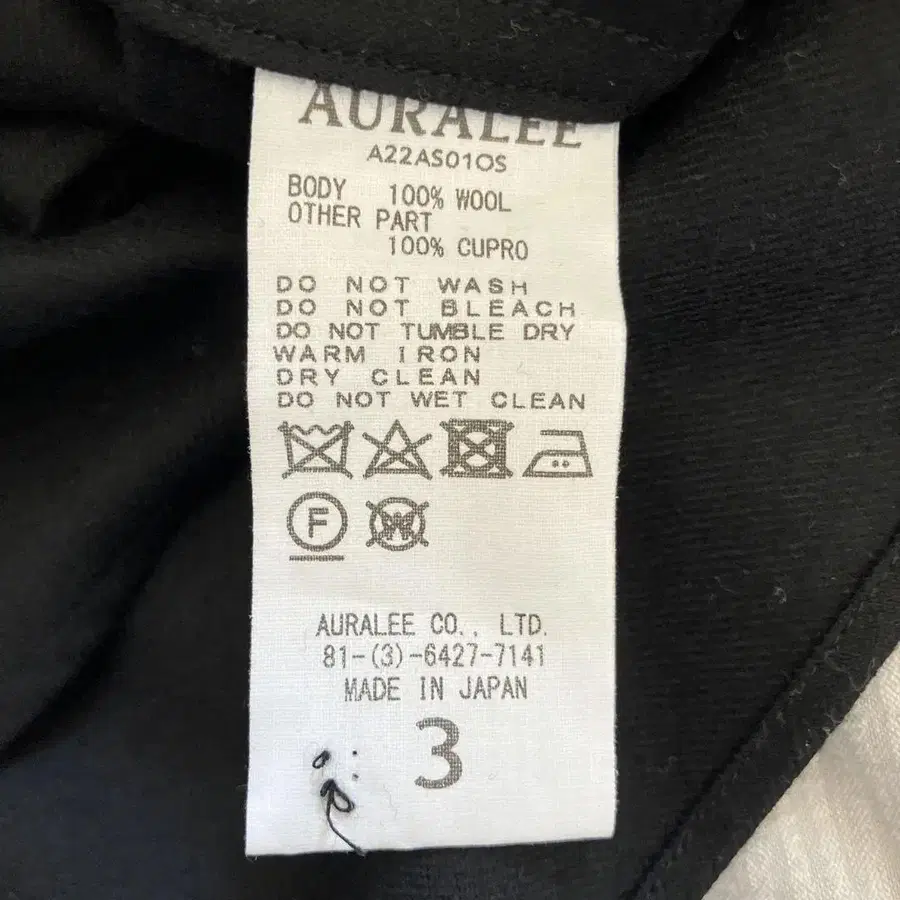 AURALEE
A22AS01OS
BODY 100% WOOL
OTHER PART
100% CUPRO
DO NOT WASH
DO NOT BLEACH
DO NOT TUMBLE DRY
WARM IRON
DRY CLEAN
DO NOT WET CLEAN
F W
AURALEE CO., LTD.
81-(3)-6427-7141
MADE IN JAPAN
3